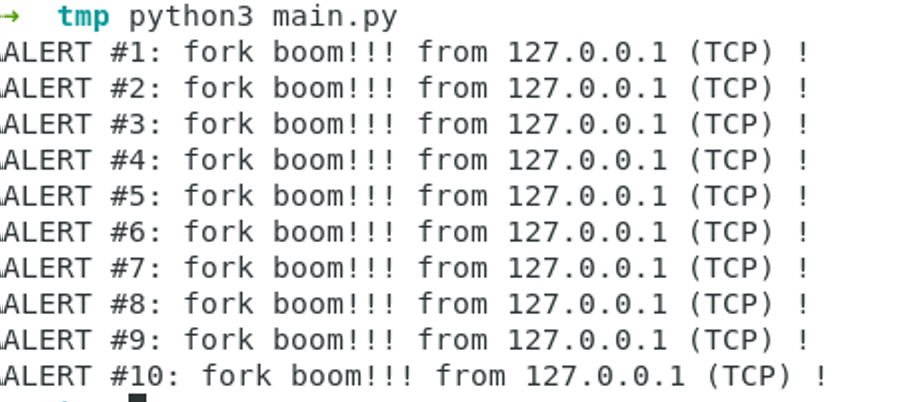 → tmp python3 main.py
ALERT #1: fork boom!!! from 127.0.0.1 (TCP) !
ALERT #2: fork boom!!! from 127.0.0.1 (TCP) !
ALERT #3: fork boom!!! from 127.0.0.1 (TCP) !
ALERT #4: fork boom!!! from 127.0.0.1 (TCP) !
ALERT #5: fork boom!!! from 127.0.0.1 (TCP) !
ALERT #6: fork boom!!! from 127.0.0.1 (TCP) !
ALERT #7: fork boom!!! from 127.0.0.1 (TCP) !
ALERT #8: fork boom!!! from 127.0.0.1 (TCP) !
ALERT #9: fork boom!!! from 127.0.0.1 (TCP) !
ALERT #10: fork boom!!! from 127.0.0.1 (TCP) !